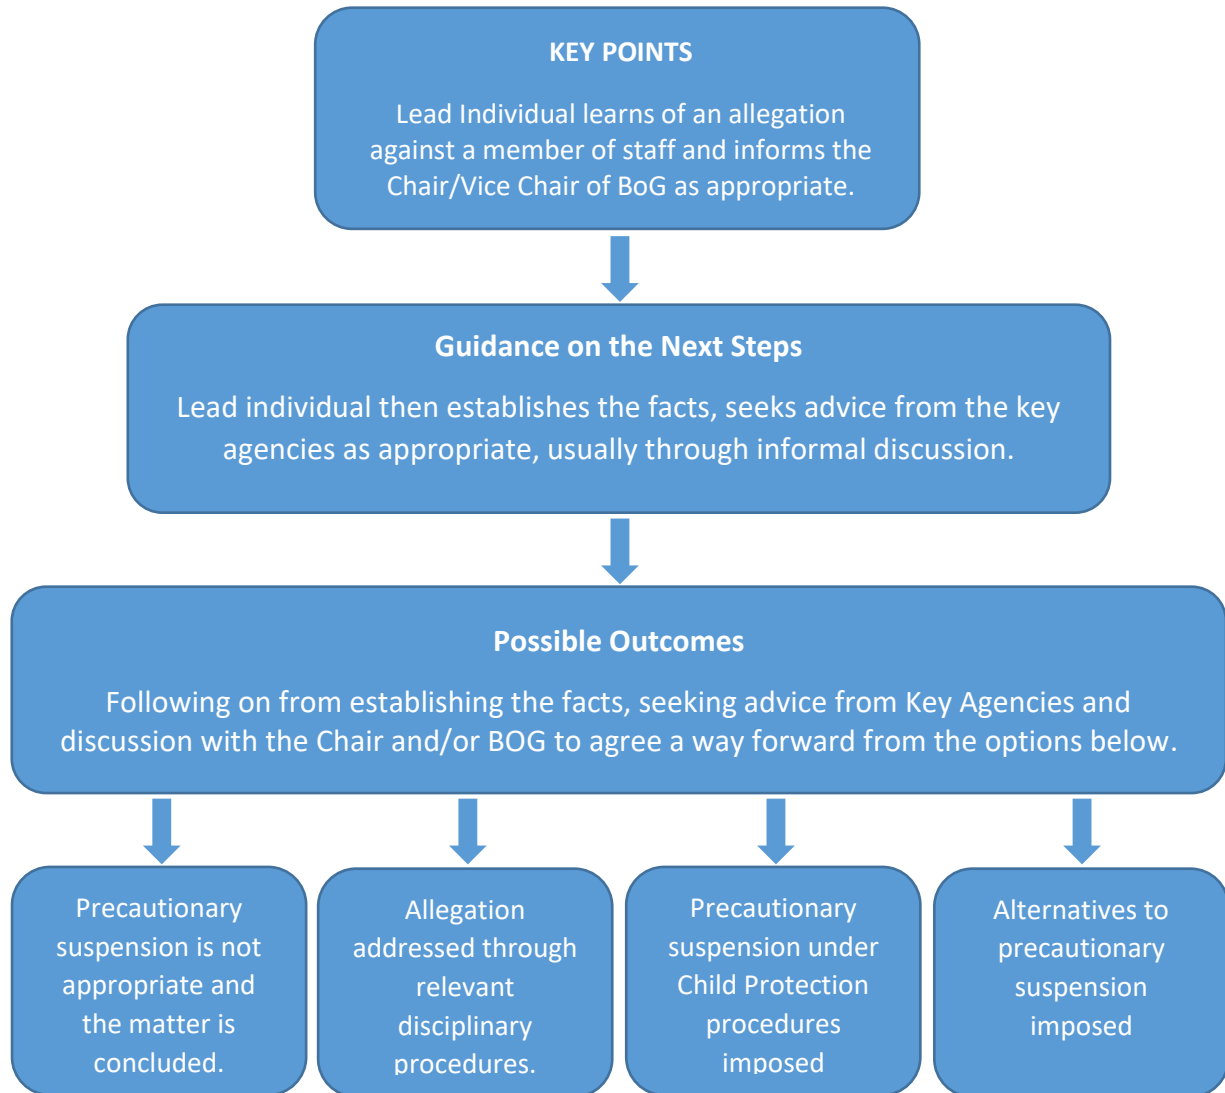 KEY POINTS
Lead Individual learns of an allegation
against a member of staff and informs the
Chair/Vice Chair of BoG as appropriate.
Guidance on the Next Steps
Lead individual then establishes the facts, seeks advice from the key
agencies as appropriate, usually through informal discussion.
Possible Outcomes
Following on from establishing the facts, seeking advice from Key Agencies and
discussion with the Chair and/or BOG to agree a way forward from the options below.
Precautionary
suspension is not
appropriate and
the matter is
concluded.
Allegation
addressed through
relevant
disciplinary
procedures.
Precautionary
suspension under
Child Protection
procedures
imposed
Alternatives to
precautionary
suspension
imposed